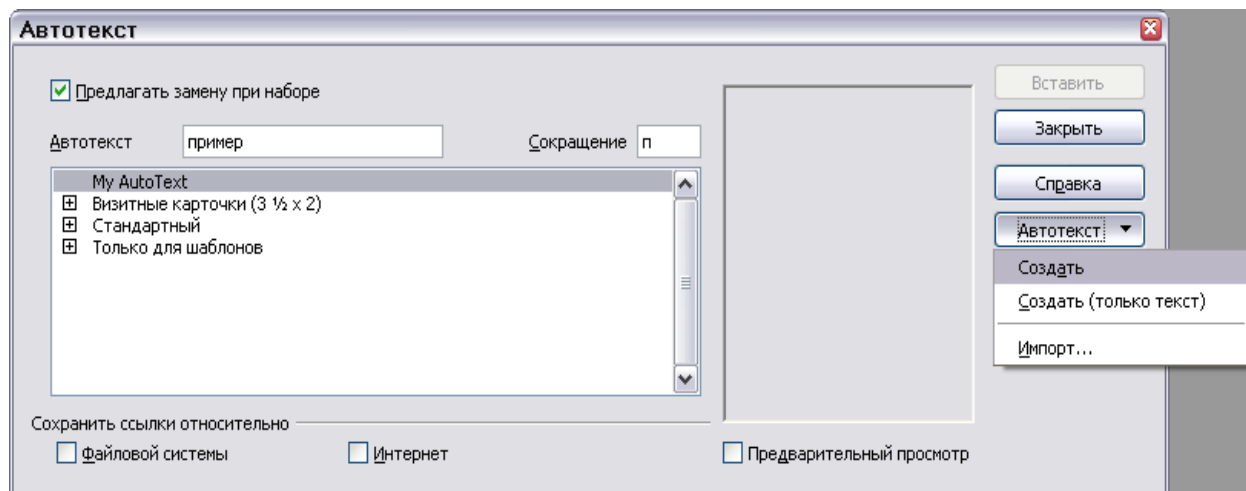 Автотекст
Предлагать замену при наборе
Автотекст пример Сокращение п
My AutoText
Визитные карточки (3 ½ x 2)
Стандартный
Только для шаблонов
Сохранить ссылки относительно
Файловой системы Интернет Предварительный просмотр
Вставить
Закрыть
Справка
Автотекст
Создать
Создать (только текст)
Импорт...